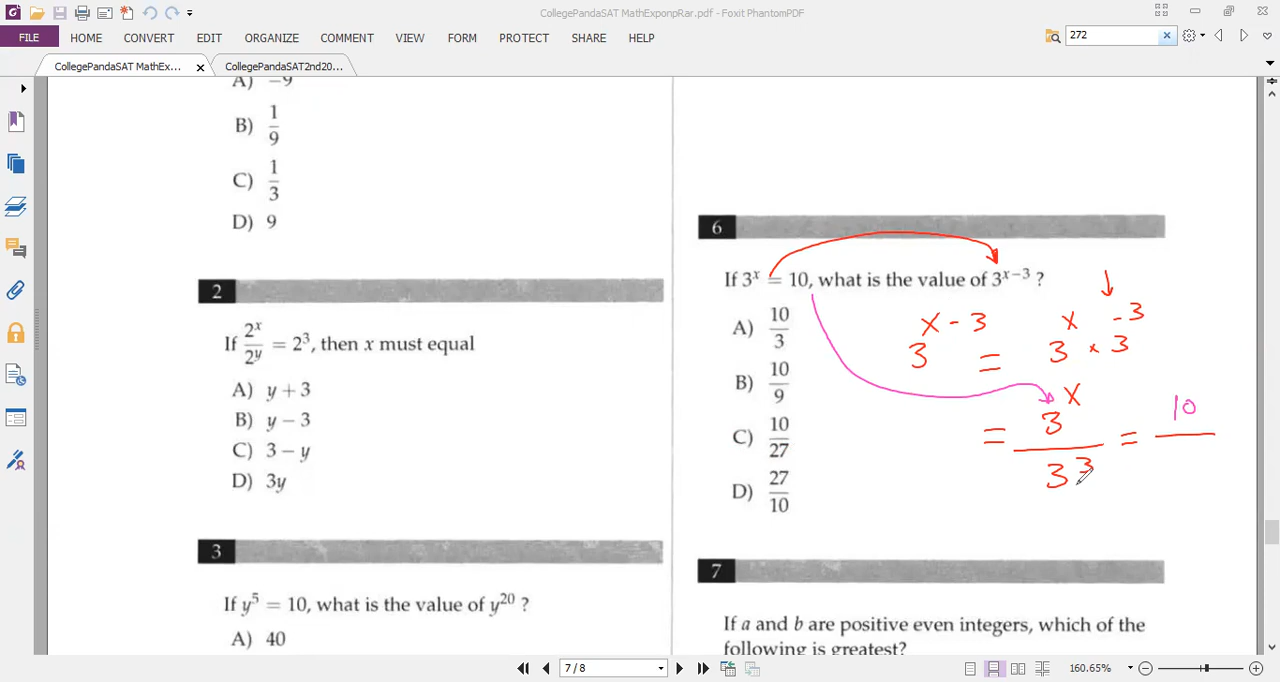 CollegePandaSAT MathExponpRar.pdf - Foxit PhantomPDF
FILE HOME CONVERT EDIT ORGANIZE COMMENT VIEW FORM PROTECT SHARE HELP 272
CollegePandaSAT MathEx... x CollegePandaSAT2nd20...
A) −9
B) 1/9
C) 1/3
D) 9
2
If 2^x/2^y = 2^3, then x must equal
A) y + 3
B) y − 3
C) 3 − y
D) 3y
3
If y^5 = 10, what is the value of y^20 ?
A) 40
6
If 3^x = 10, what is the value of 3^(x−3) ?
A) 10/3
B) 10/9
C) 10/27
D) 27/10
3^(x-3) = 3^x × 3^(-3)
= 3^x/3^3 = 10
7
If a and b are positive even integers, which of the
following is greatest?
7 / 8 160.65%